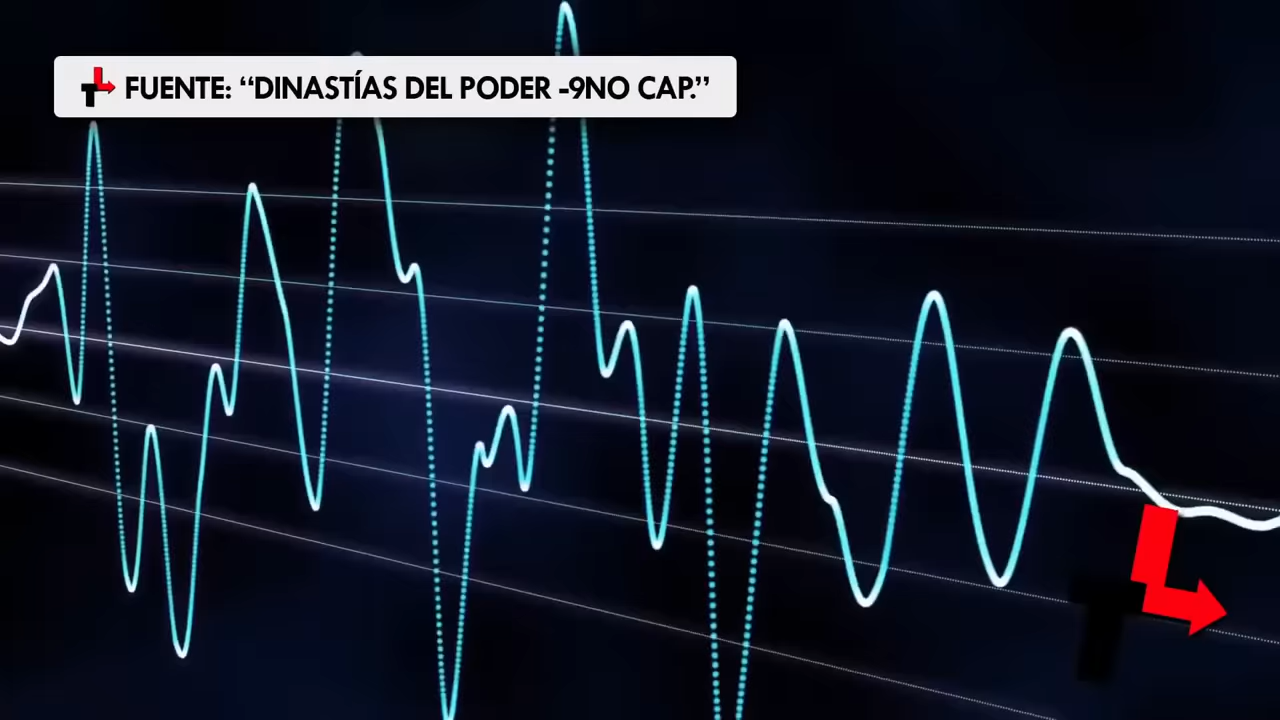 FUENTE: “DINASTÍAS DEL PODER -9NO CAP.”